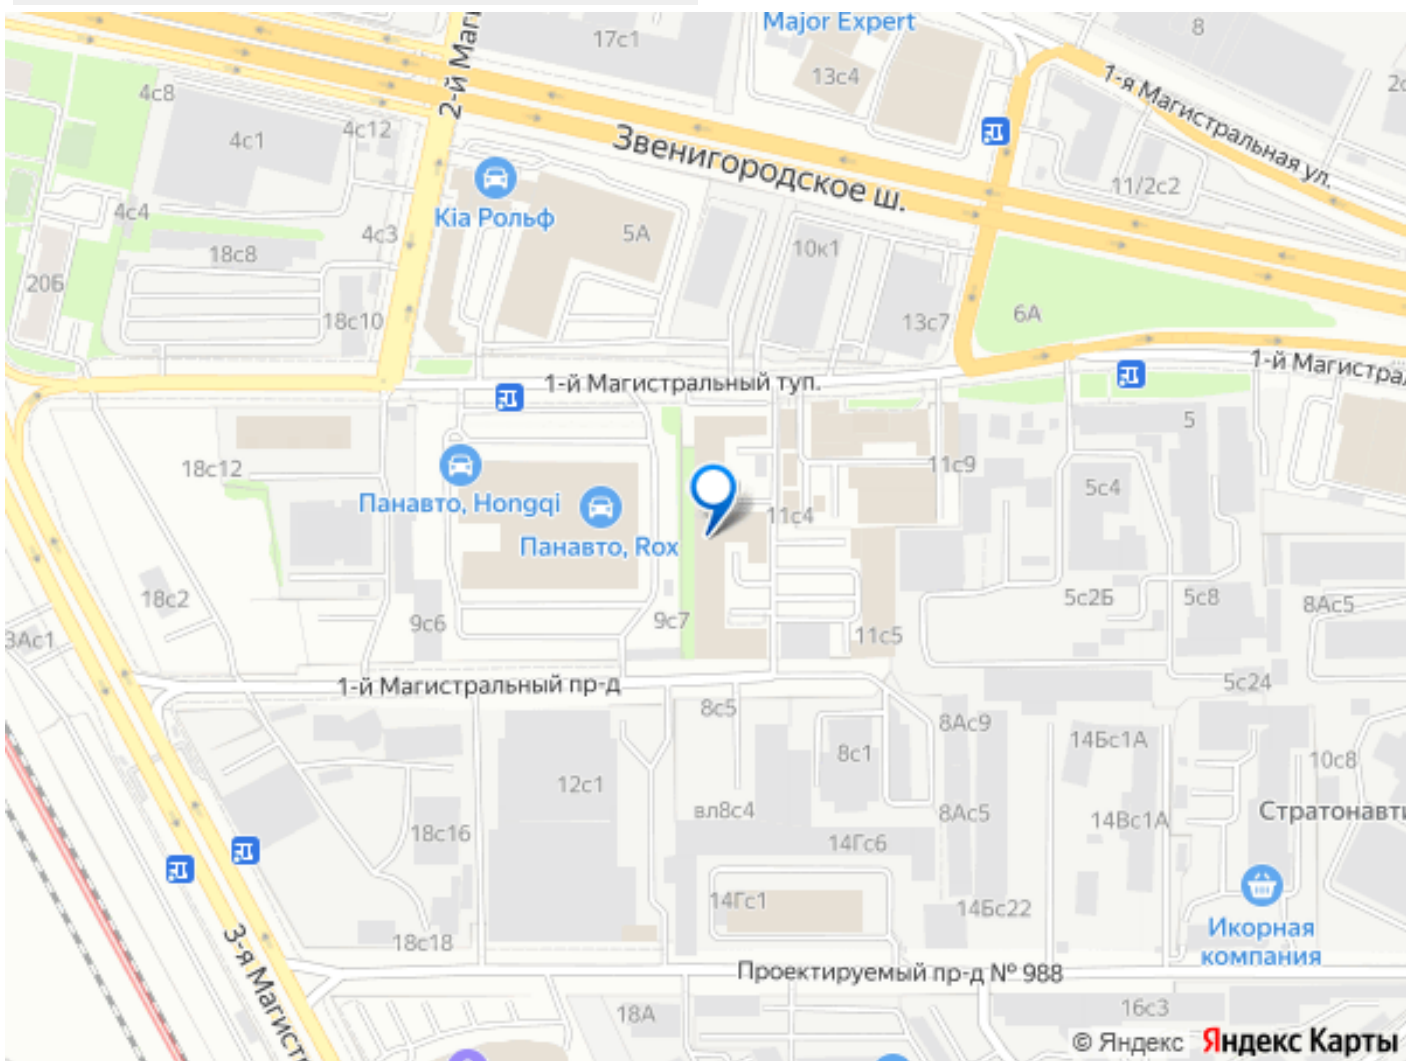 Major Expert
17с1
8
2-й Маг
13с4
1-я Магистральная ул.
4с8
4с12
4с1
Звенигородское ш.
11/2с2
Kia Рольф
4с4
4с3
5А
10к1
18с8
20Б
18с10
13с7
6А
1-й Магистральный туп.
1-й Магистрал
5
18с12
11с9
Панавто, Hongqi
5с4
11с4
Панавто, Rox
18с2
5с2Б
5с8
8Ас5
9с6
9с7
11с5
3Ас1
1-й Магистральный пр-д
5с24
8с5
8Ас9
14Бс1А
8с1
10с8
12с1
вл8с4
8Ас5
14Вс1А
Стратонавт
18с16
14Гс6
14Гс1
14Бс22
Икорная
компания
18с18
3-я Магист
Проектируемый пр-д № 988
18А
16с3
© Яндекс Яндекс Карты